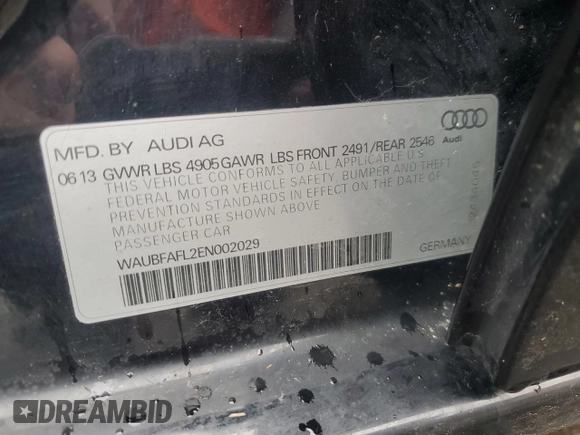 MFD. BY AUDI AG
Audi
06 13 GVWR LBS 4905 GAWR LBS FRONT 2491/REAR 2546
THIS VEHICLE CONFORMS TO ALL APPLICABLE U.S.
FEDERAL MOTOR VEHICLE SAFETY, BUMPER AND THEFT
PREVENTION STANDARDS IN EFFECT ON THE DATE OF
MANUFACTURE SHOWN ABOVE.
PASSENGER CAR
WAUBFAFL2EN002029
GERMANY
DREAMBID